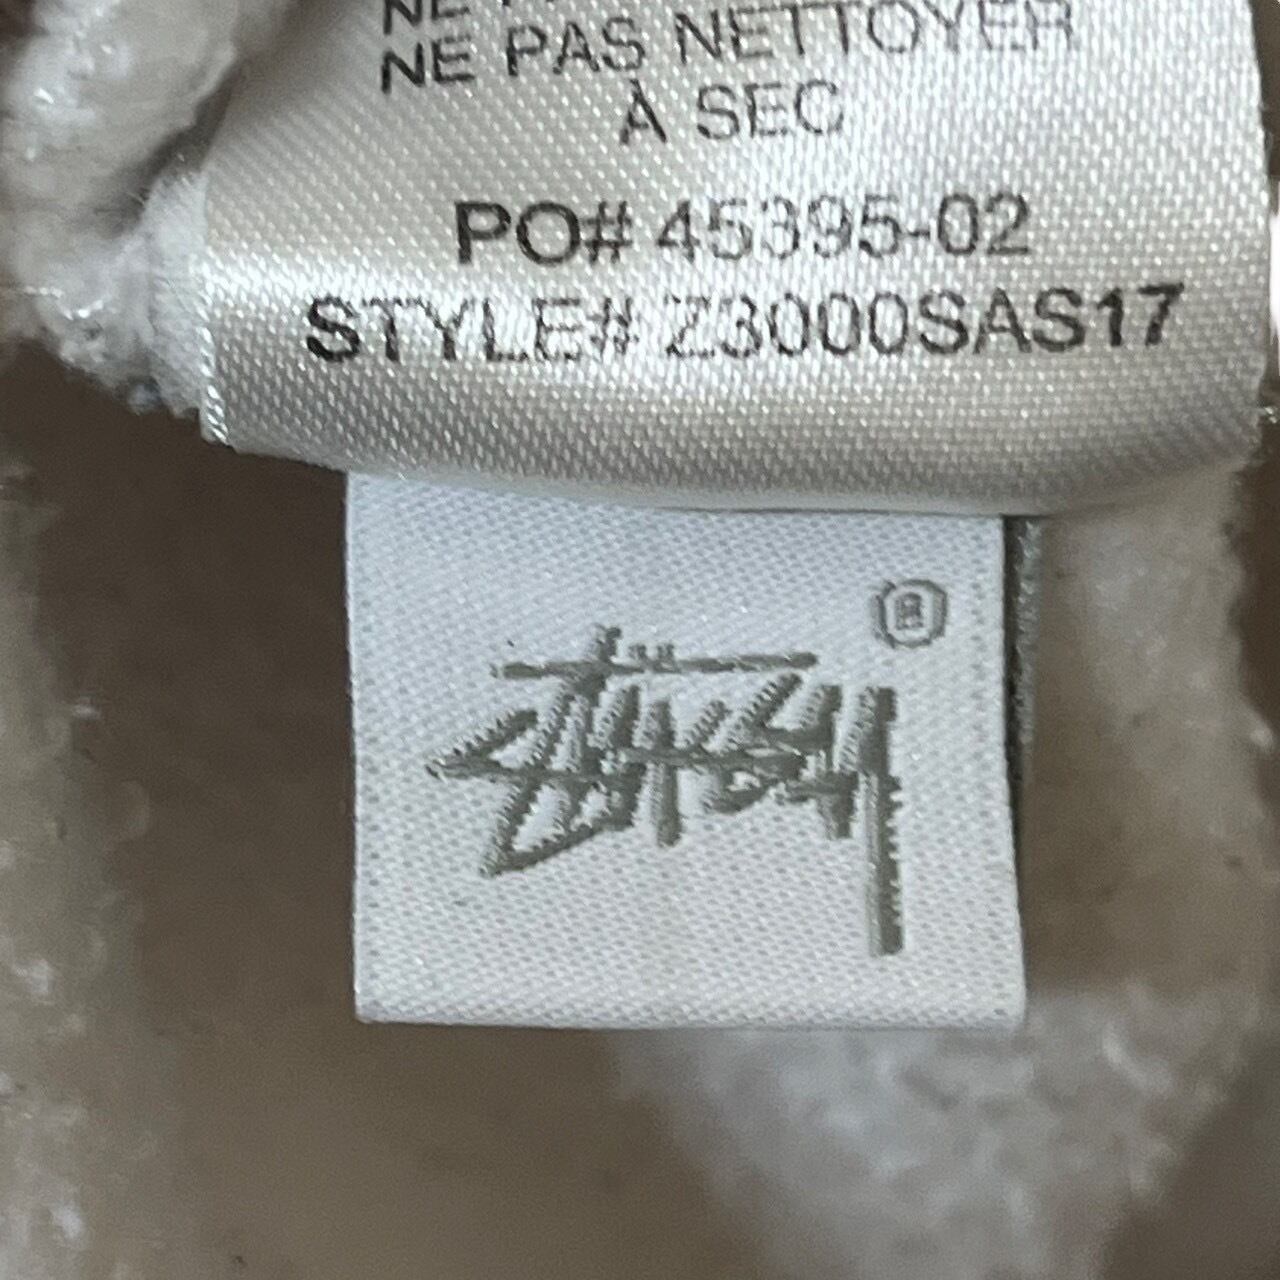 NE PAS NETTOYER
À SEC
PO# 45395-02
STYLE# Z3000SAS17
®
Stüssy